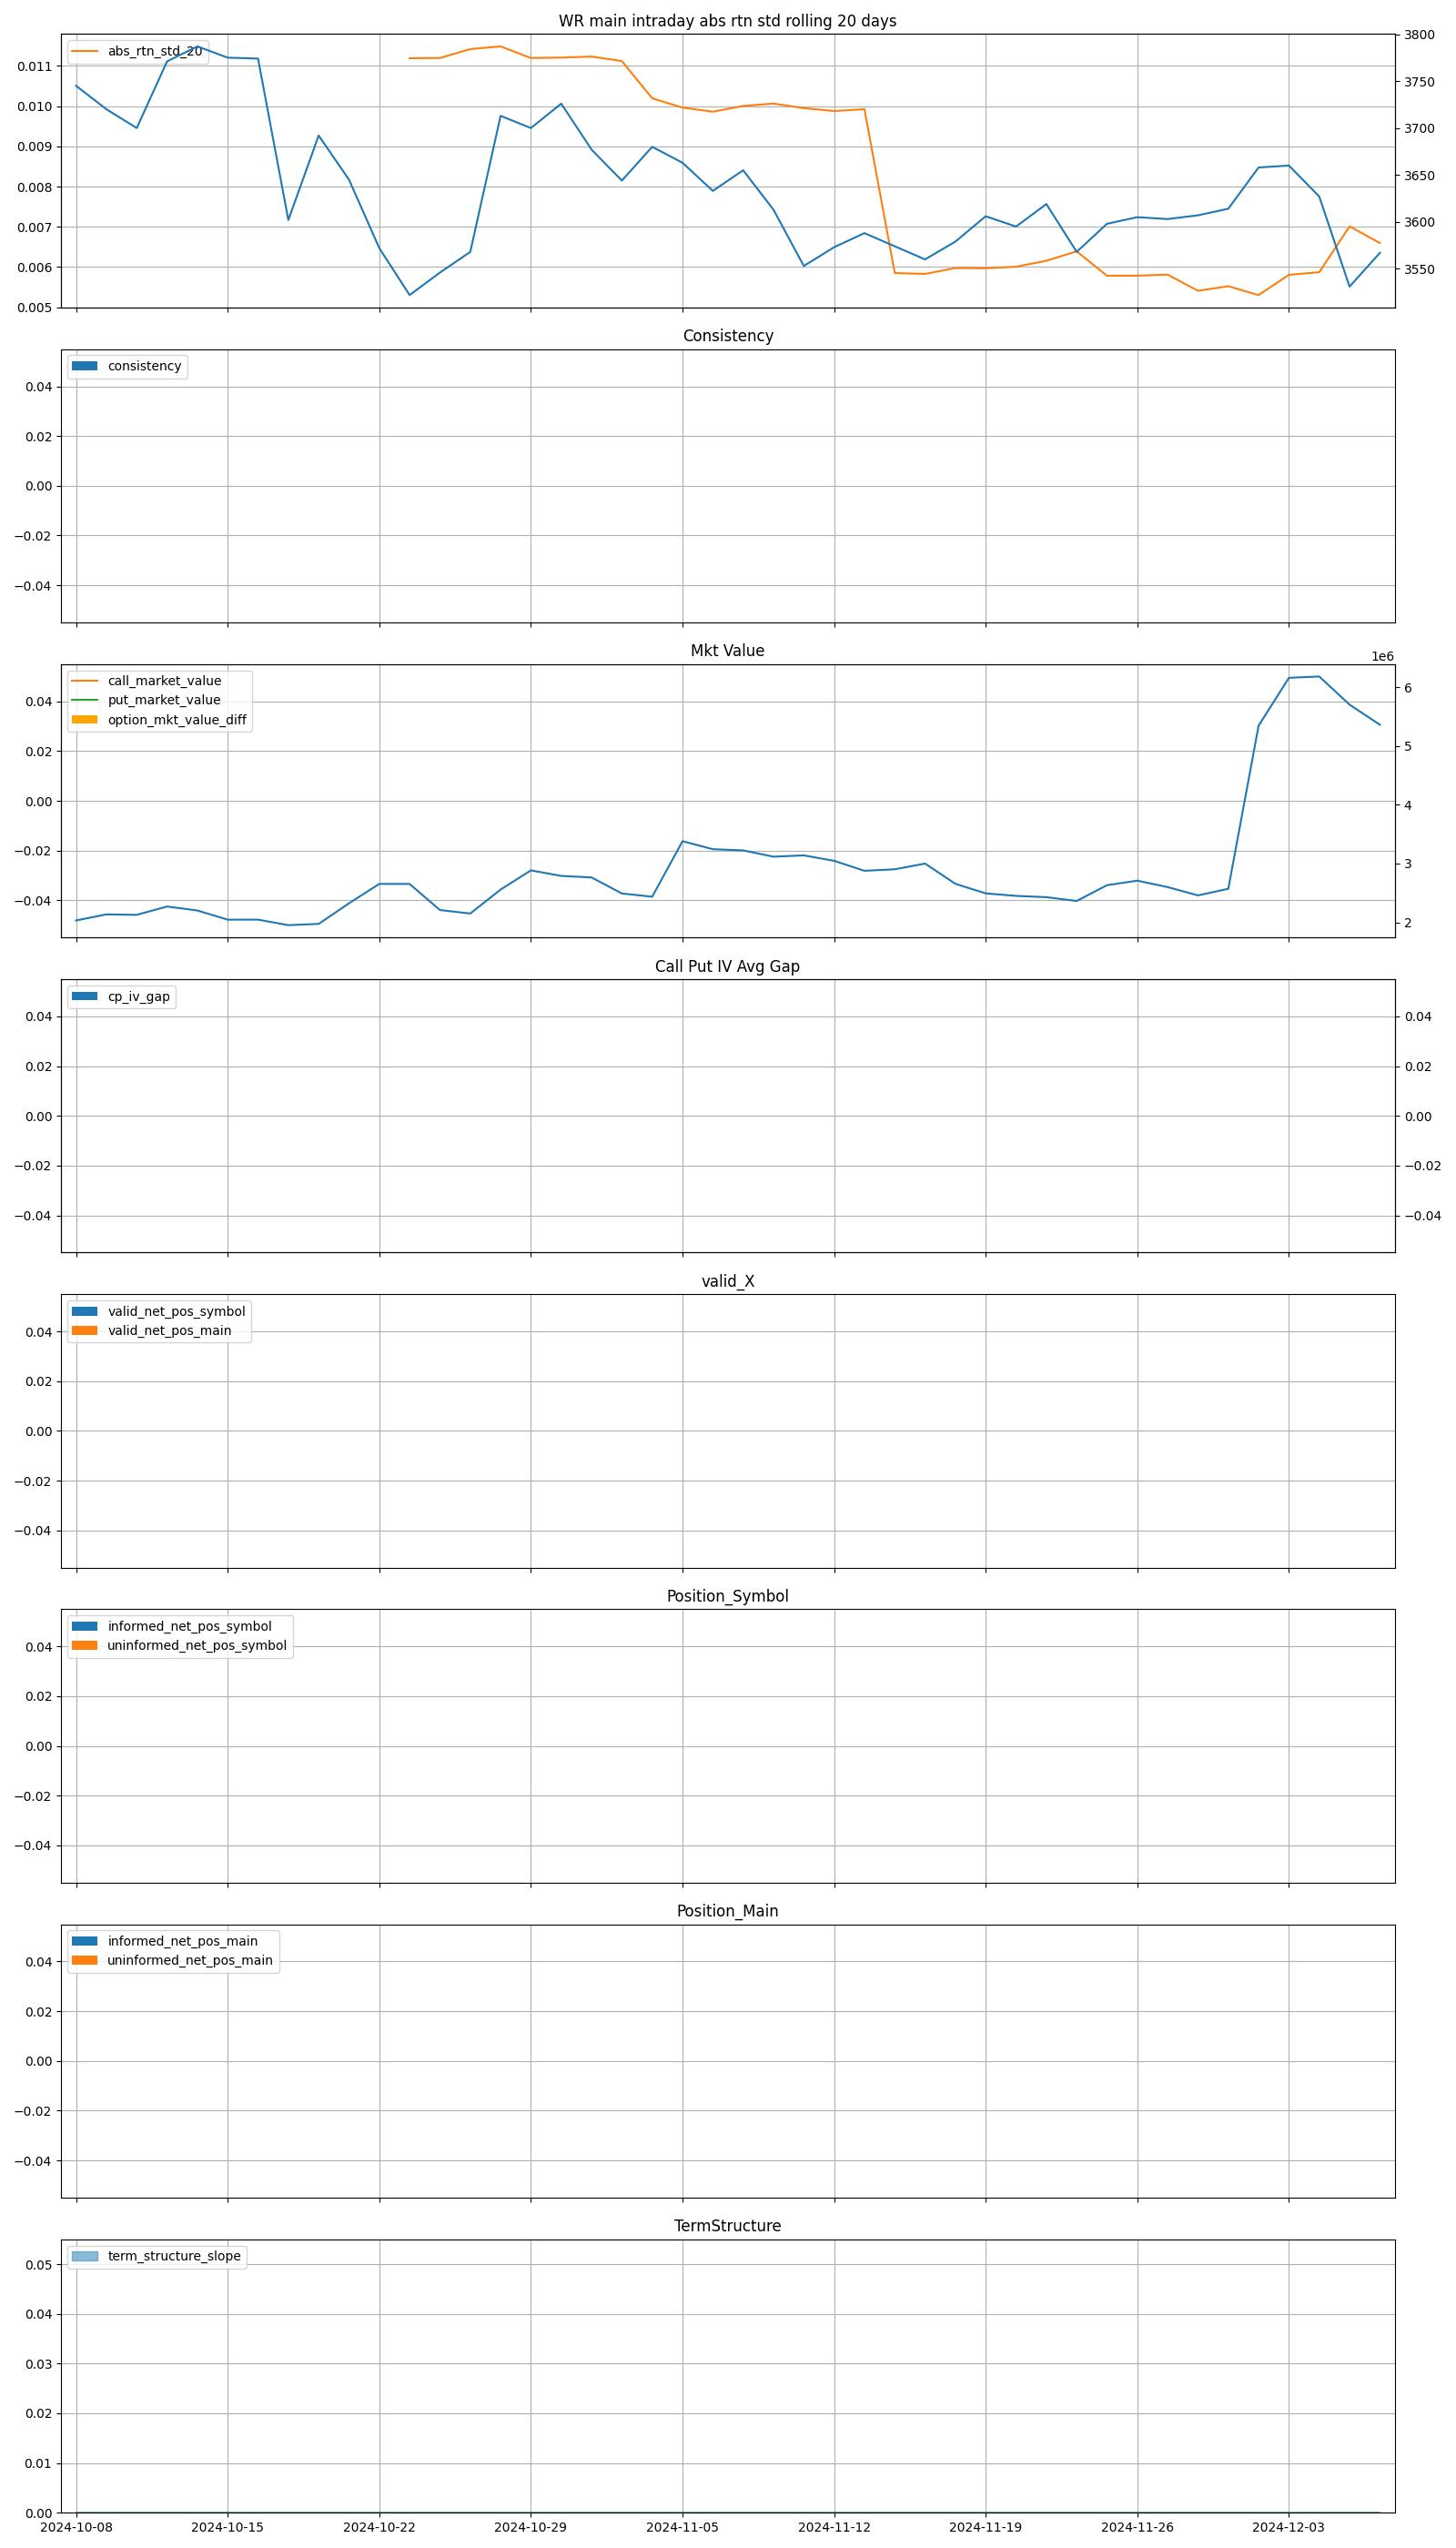 WR main intraday abs rtn std rolling 20 days
abs_rtn_std_20
0.011
0.010
0.009
0.008
0.007
0.006
0.005
3800
3750
3700
3650
3600
3550
Consistency
consistency
0.04
0.02
0.00
−0.02
−0.04
Mkt Value
1e6
call_market_value
put_market_value
option_mkt_value_diff
0.04
0.02
0.00
−0.02
−0.04
6
5
4
3
2
Call Put IV Avg Gap
cp_iv_gap
0.04
0.02
0.00
−0.02
−0.04
0.04
0.02
0.00
−0.02
−0.04
valid_X
valid_net_pos_symbol
valid_net_pos_main
0.04
0.02
0.00
−0.02
−0.04
Position_Symbol
informed_net_pos_symbol
uninformed_net_pos_symbol
0.04
0.02
0.00
−0.02
−0.04
Position_Main
informed_net_pos_main
uninformed_net_pos_main
0.04
0.02
0.00
−0.02
−0.04
TermStructure
term_structure_slope
0.05
0.04
0.03
0.02
0.01
0.00
2024-10-08 2024-10-15 2024-10-22 2024-10-29 2024-11-05 2024-11-12 2024-11-19 2024-11-26 2024-12-03